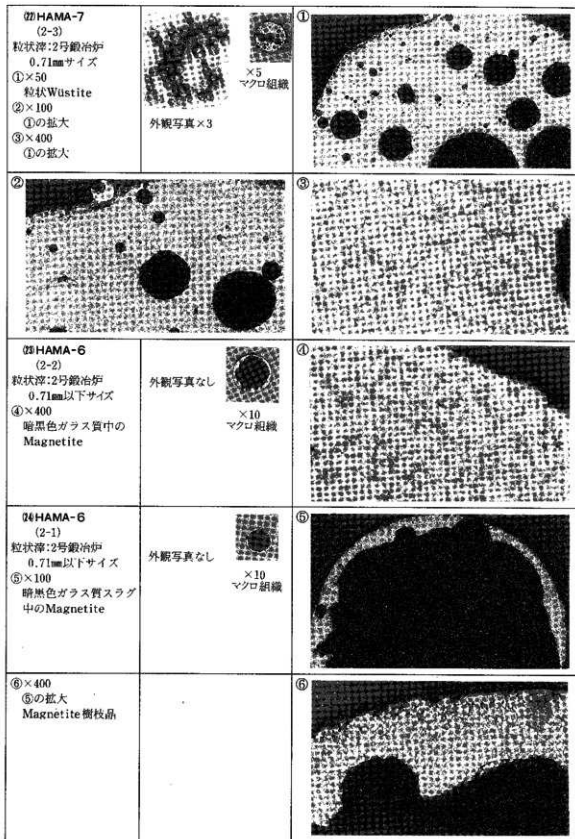 ㉒HAMA-7
(2-3)
粒状滓:2号鍛冶炉
0.71mmサイズ
①×50
粒状Wüstite
②×100
①の拡大
③×400
①の拡大
外観写真×3
×5
マクロ組織
①
②
③
㉓HAMA-6
(2-2)
粒状滓:2号鍛冶炉
0.71mm以下サイズ
④×400
暗黒色ガラス質中の
Magnetite
外観写真なし
×10
マクロ組織
④
㉔HAMA-6
(2-1)
粒状滓:2号鍛冶炉
0.71mm以下サイズ
⑤×100
暗黒色ガラス質スラグ
中のMagnetite
外観写真なし
×10
マクロ組織
⑤
⑥×400
⑤の拡大
Magnetite樹枝晶
⑥